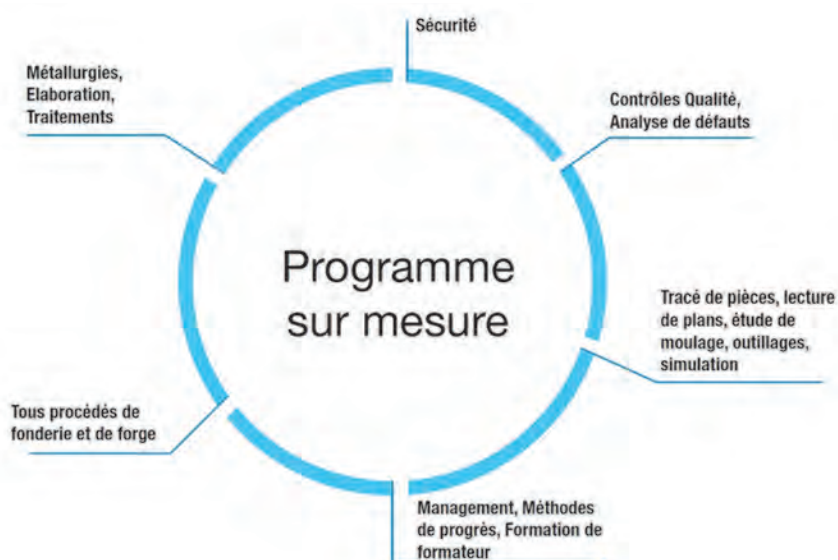 Sécurité
Métallurgies,
Elaboration,
Traitements
Contrôles Qualité,
Analyse de défauts
Programme
sur mesure
Tracé de pièces, lecture
de plans, étude de
moulage, outillages,
simulation
Tous procédés de
fonderie et de forge
Management, Méthodes
de progrès, Formation de
formateur